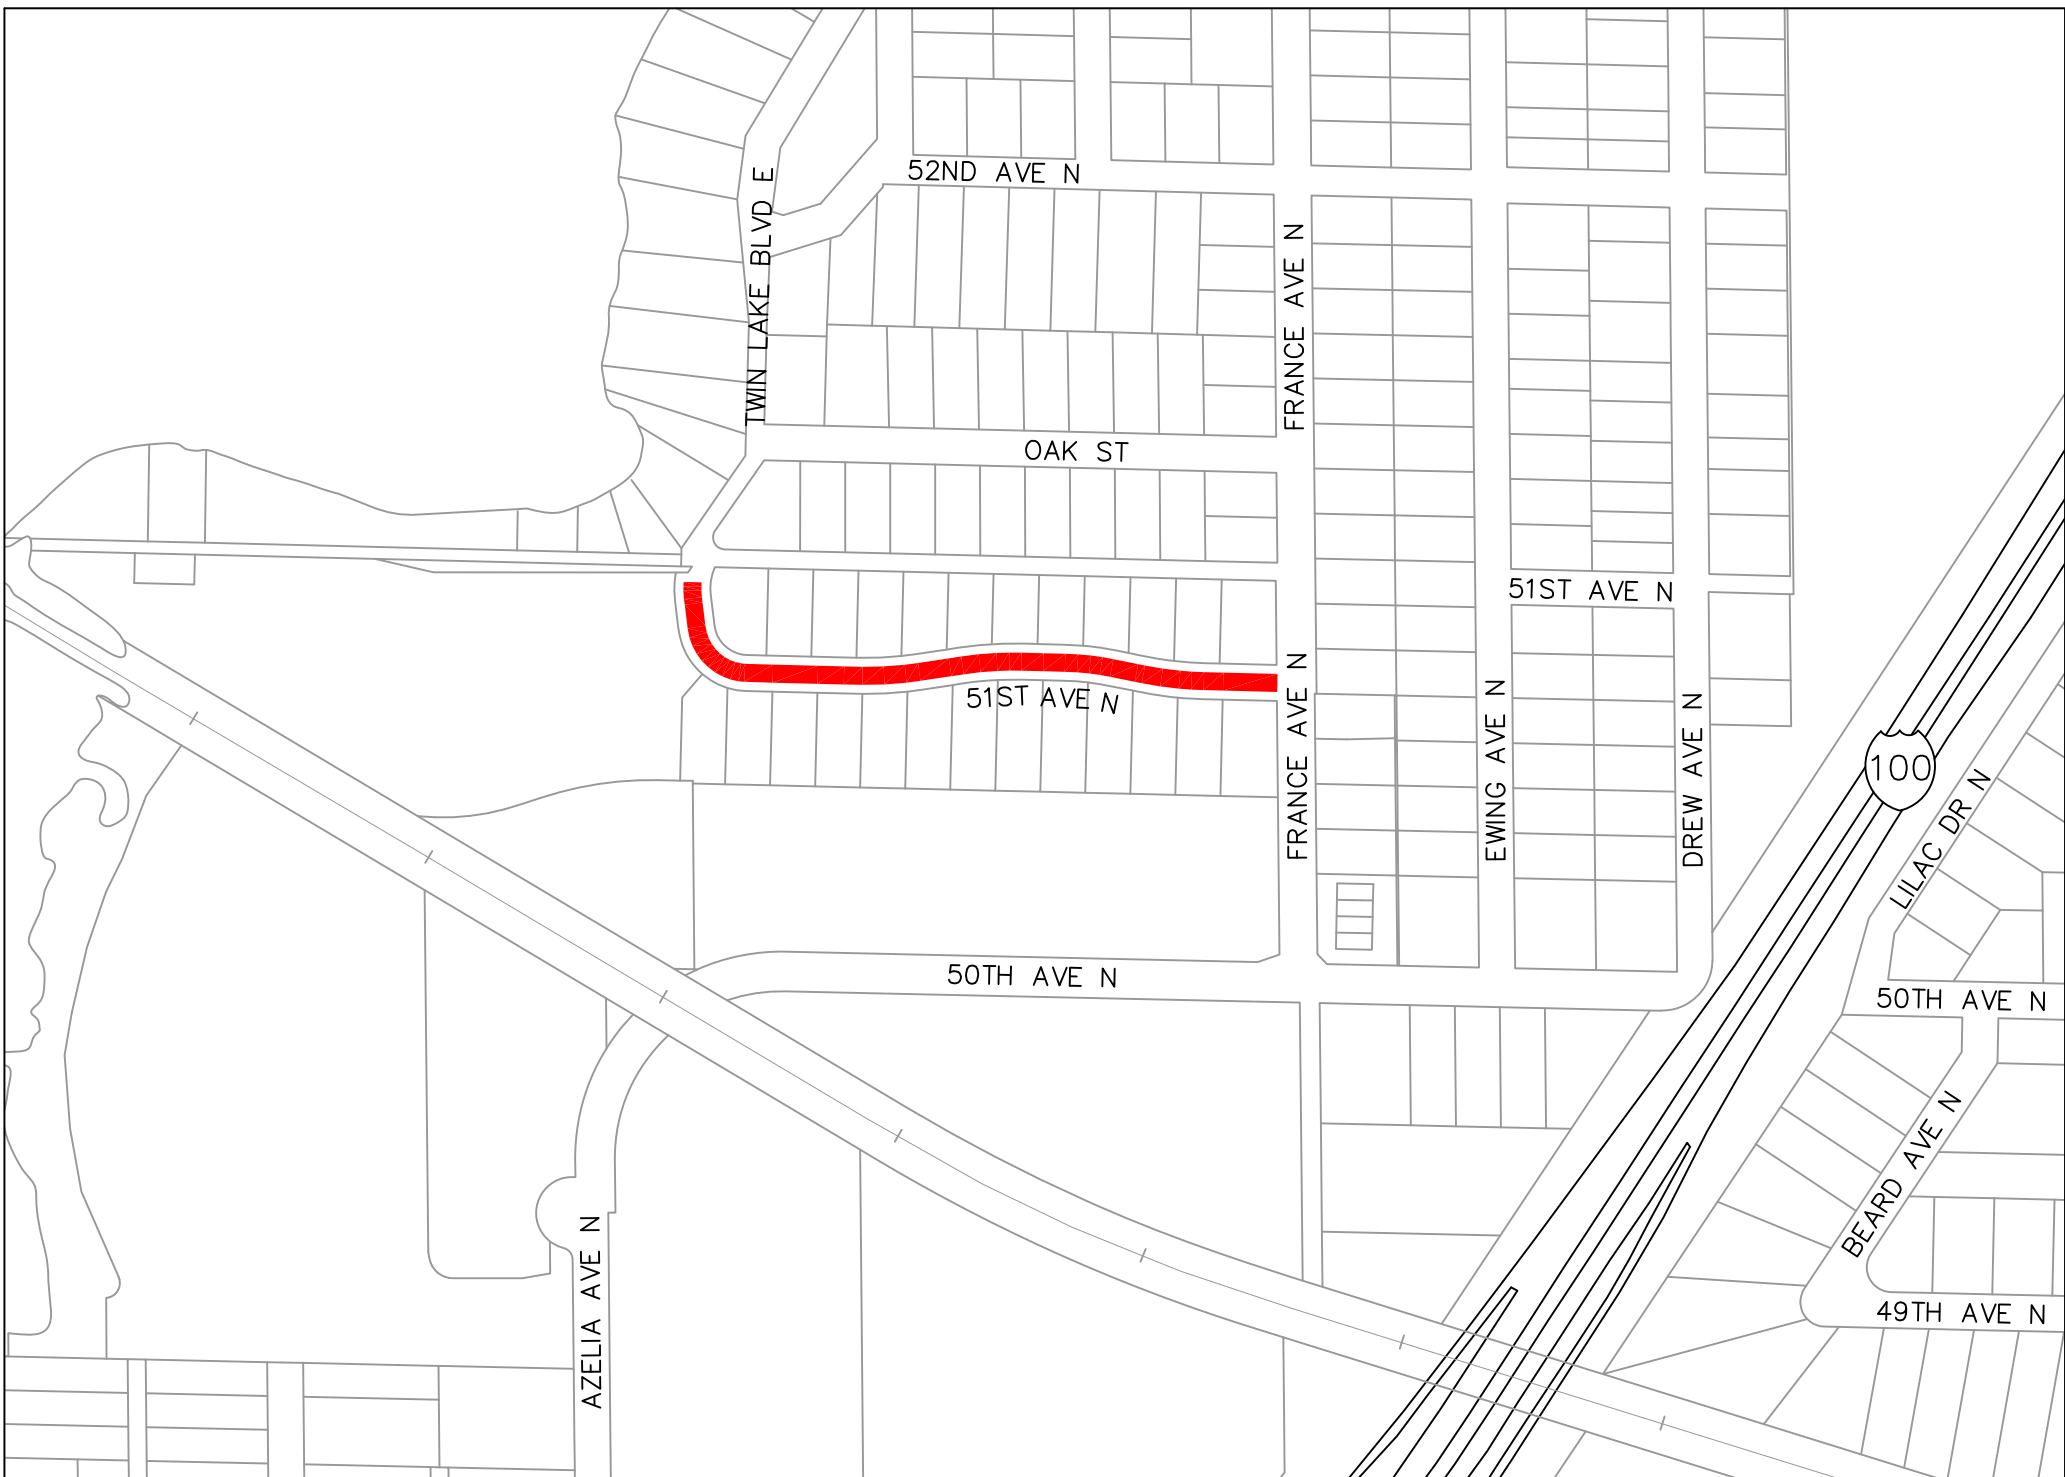 52ND AVE N
TWIN LAKE BLVD E
FRANCE AVE N
OAK ST
51ST AVE N
51ST AVE N
FRANCE AVE N
EWING AVE N
DREW AVE N
100
LILAC DR N
50TH AVE N
50TH AVE N
BEARD AVE N
AZELIA AVE N
49TH AVE N